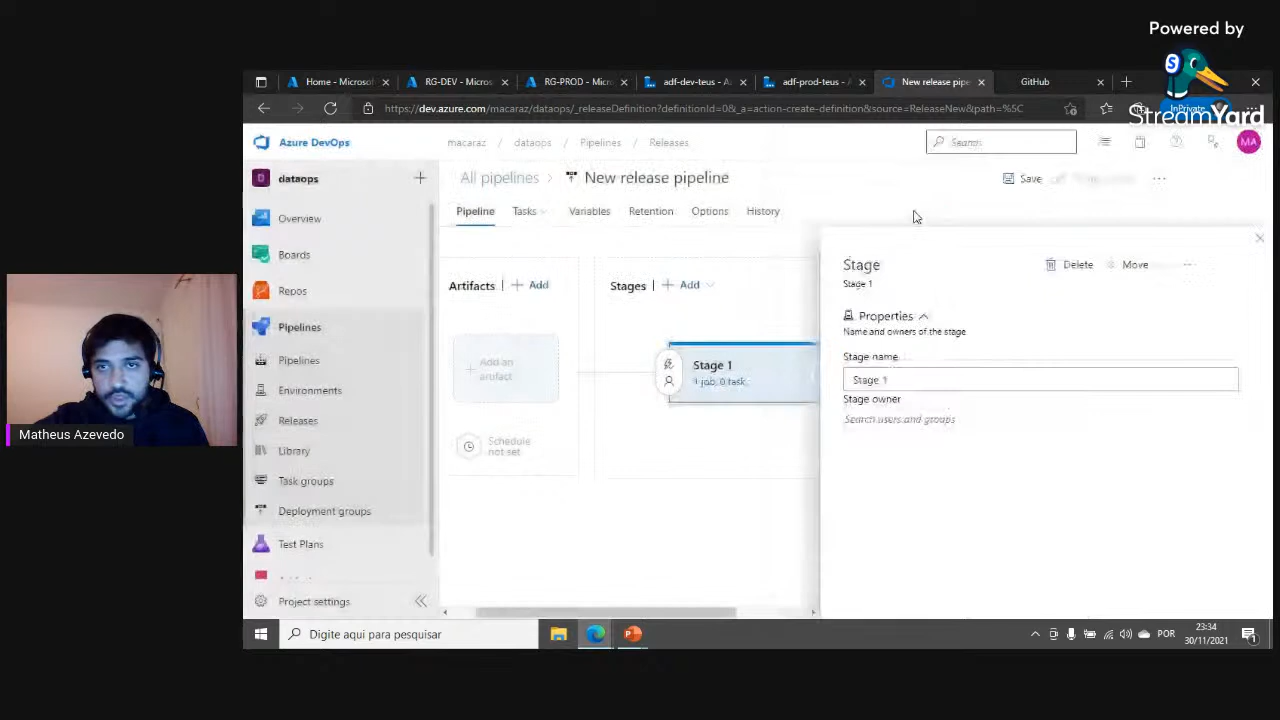 Powered by
StreamYard
Home - Microsof
RG-DEV - Micros
RG-PROD - Micro
adf-dev-teus - A
adf-prod-teus - A
New release pipe
GitHub
https://dev.azure.com/macaraz/dataops/_releaseDefinition?definitionId=0&_a=action-create-definition&source=ReleaseNew&path=%5C
InPrivate
Azure DevOps
macaraz / dataops / Pipelines / Releases
Search
MA
D
dataops
All pipelines > New release pipeline
Save
Pipeline
Tasks
Variables
Retention
Options
History
Overview
Boards
Repos
Pipelines
Pipelines
Environments
Releases
Library
Task groups
Deployment groups
Test Plans
Project settings
Artifacts | + Add
Stages | + Add
Add an
artifact
Schedule
not set
Stage 1
1 job, 0 task
Stage
Delete
Move
Stage 1
Properties
Name and owners of the stage
Stage name
Stage 1
Stage owner
Search users and groups
Matheus Azevedo
Digite aqui para pesquisar
POR
23:34
30/11/2021